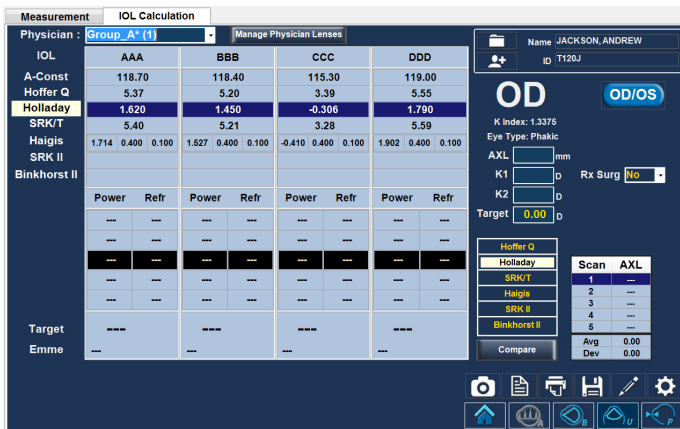 Measurement IOL Calculation
Physician : Group_A* (1) Manage Physician Lenses
IOL AAA BBB CCC DDD
A-Const 118.70 118.40 115.30 119.00
Hoffer Q 5.37 5.20 3.39 5.55
Holladay 1.620 1.450 -0.306 1.790
SRK/T 5.40 5.21 3.28 5.59
Haigis 1.714 0.400 0.100 1.527 0.400 0.100 -0.410 0.400 0.100 1.902 0.400 0.100
SRK II
Binkhorst II
Power Refr Power Refr Power Refr Power Refr
--- --- --- --- --- --- --- ---
--- --- --- --- --- --- --- ---
--- --- --- --- --- --- --- ---
--- --- --- --- --- --- --- ---
--- --- --- --- --- --- --- ---
Target --- --- --- ---
Emme --- --- --- ---
Name JACKSON, ANDREW
ID T120J
OD OD/OS
K Index: 1.3375
Eye Type: Phakic
AXL mm
K1 D Rx Surg No
K2 D
Target 0.00 D
Hoffer Q
Holladay
SRK/T
Haigis
SRK II
Binkhorst II
Compare
Scan AXL
1 ---
2 ---
3 ---
4 ---
5 ---
Avg 0.00
Dev 0.00
A B U P